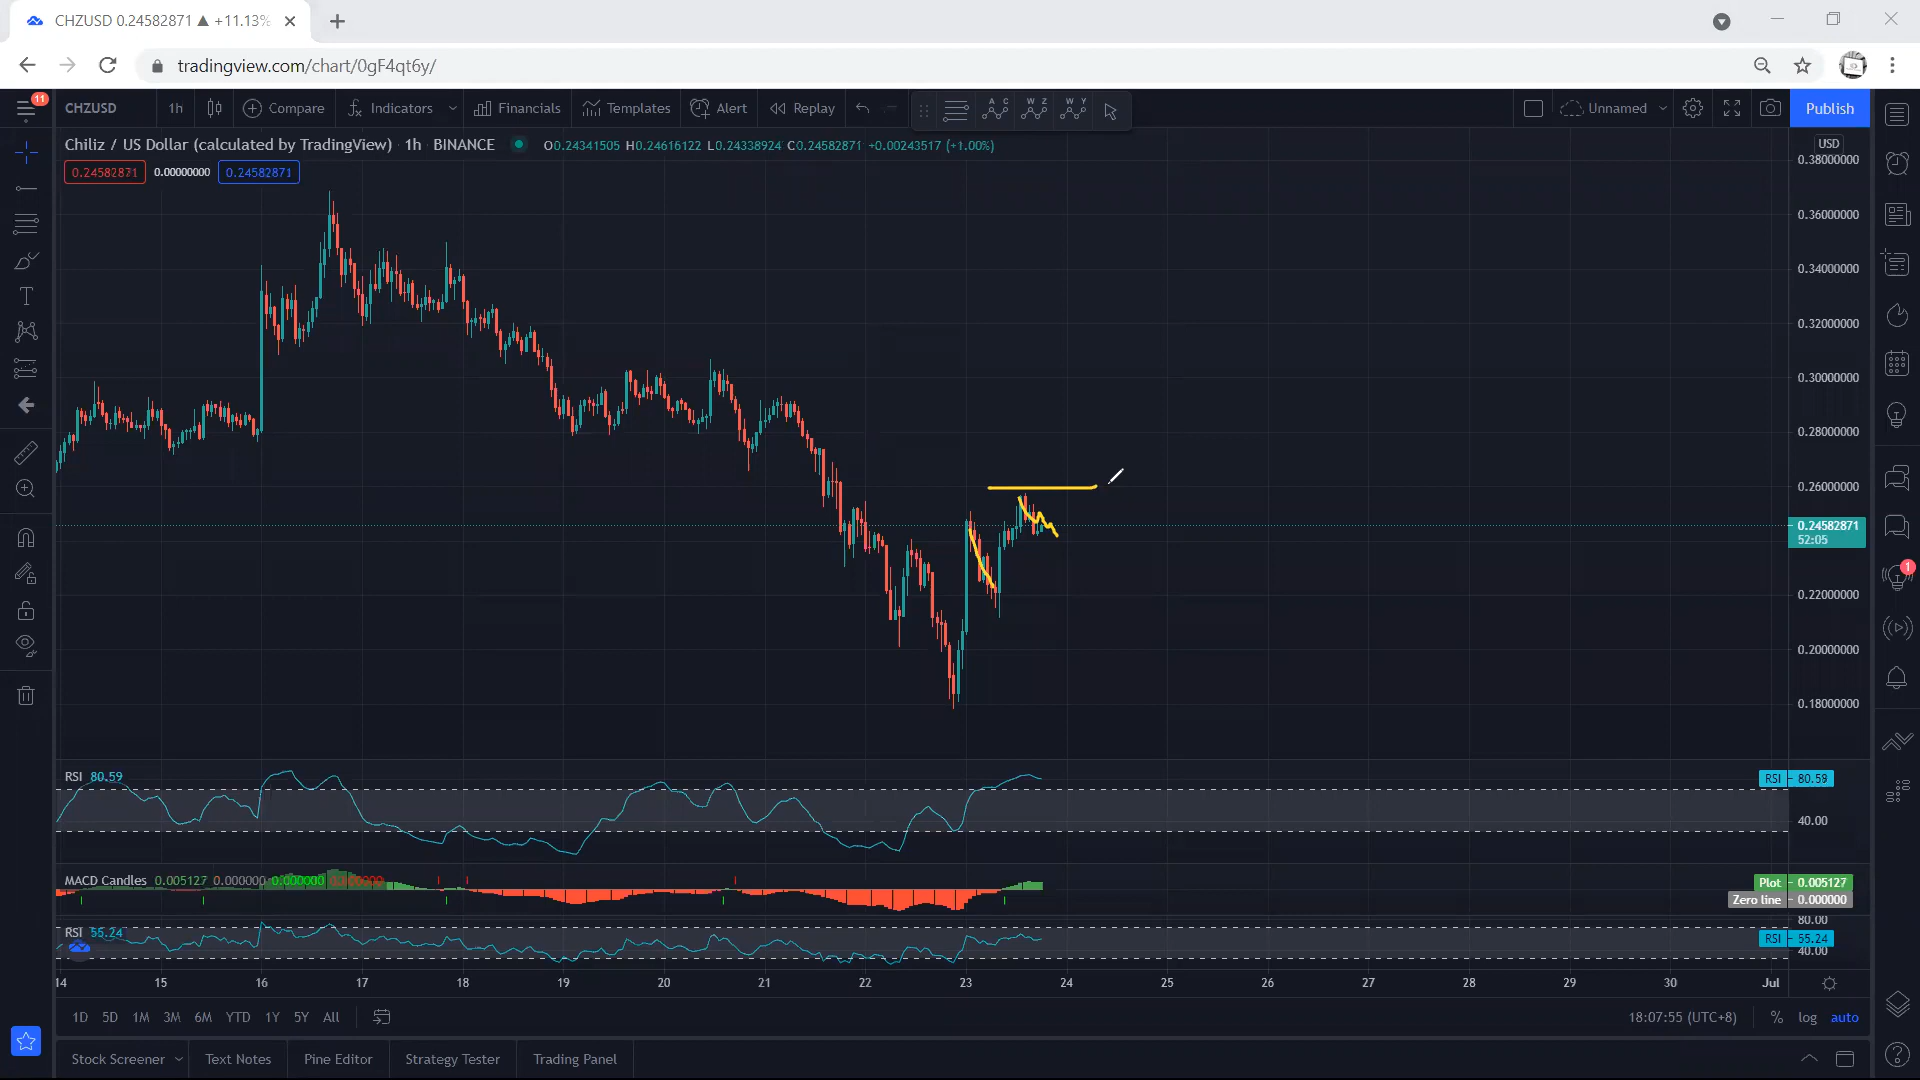 CHZUSD 0.24582871 ▲ +11.13%
tradingview.com/chart/0gF4qt6y/
11
CHZUSD 1h Compare Indicators Financials Templates Alert Replay A C W Z W Y Unnamed Publish
Chiliz / US Dollar (calculated by TradingView) · 1h · BINANCE O0.24341505 H0.24616122 L0.24338924 C0.24582871 +0.00243517 (+1.00%)
USD
0.24582871 0.00000000 0.24582871
0.38000000
0.36000000
0.34000000
0.32000000
0.30000000
0.28000000
0.26000000
0.24582871
52:05
0.22000000
0.20000000
0.18000000
1
RSI 80.59
RSI 80.59
40.00
MACD Candles 0.005127 0.000000 0.000000 0.000000
Plot 0.005127
Zero line 0.000000
80.00
RSI 55.24
RSI 55.24
40.00
14 15 16 17 18 19 20 21 22 23 24 25 26 27 28 29 30 Jul
1D 5D 1M 3M 6M YTD 1Y 5Y All 18:07:55 (UTC+8) % log auto
Stock Screener Text Notes Pine Editor Strategy Tester Trading Panel